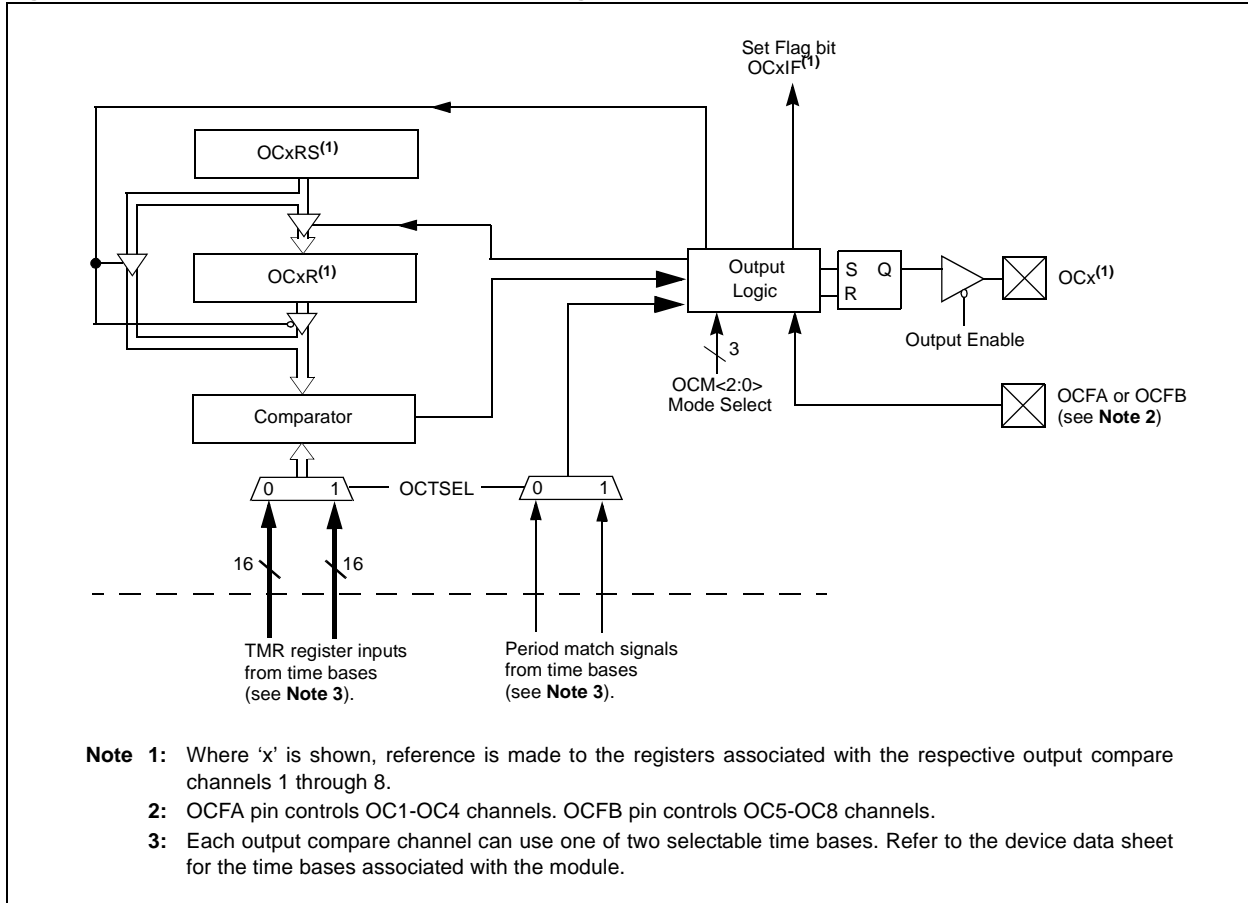 Set Flag bit
OCxIF(1)
OCxRS(1)
OCxR(1)
Output
Logic
S Q
R
OCx(1)
Output Enable
3
OCM<2:0>
Mode Select
OCFA or OCFB
(see Note 2)
Comparator
0 1
OCTSEL
0 1
16
16
TMR register inputs
from time bases
(see Note 3).
Period match signals
from time bases
(see Note 3).
Note 1: Where ‘x’ is shown, reference is made to the registers associated with the respective output compare
channels 1 through 8.
2: OCFA pin controls OC1-OC4 channels. OCFB pin controls OC5-OC8 channels.
3: Each output compare channel can use one of two selectable time bases. Refer to the device data sheet
for the time bases associated with the module.